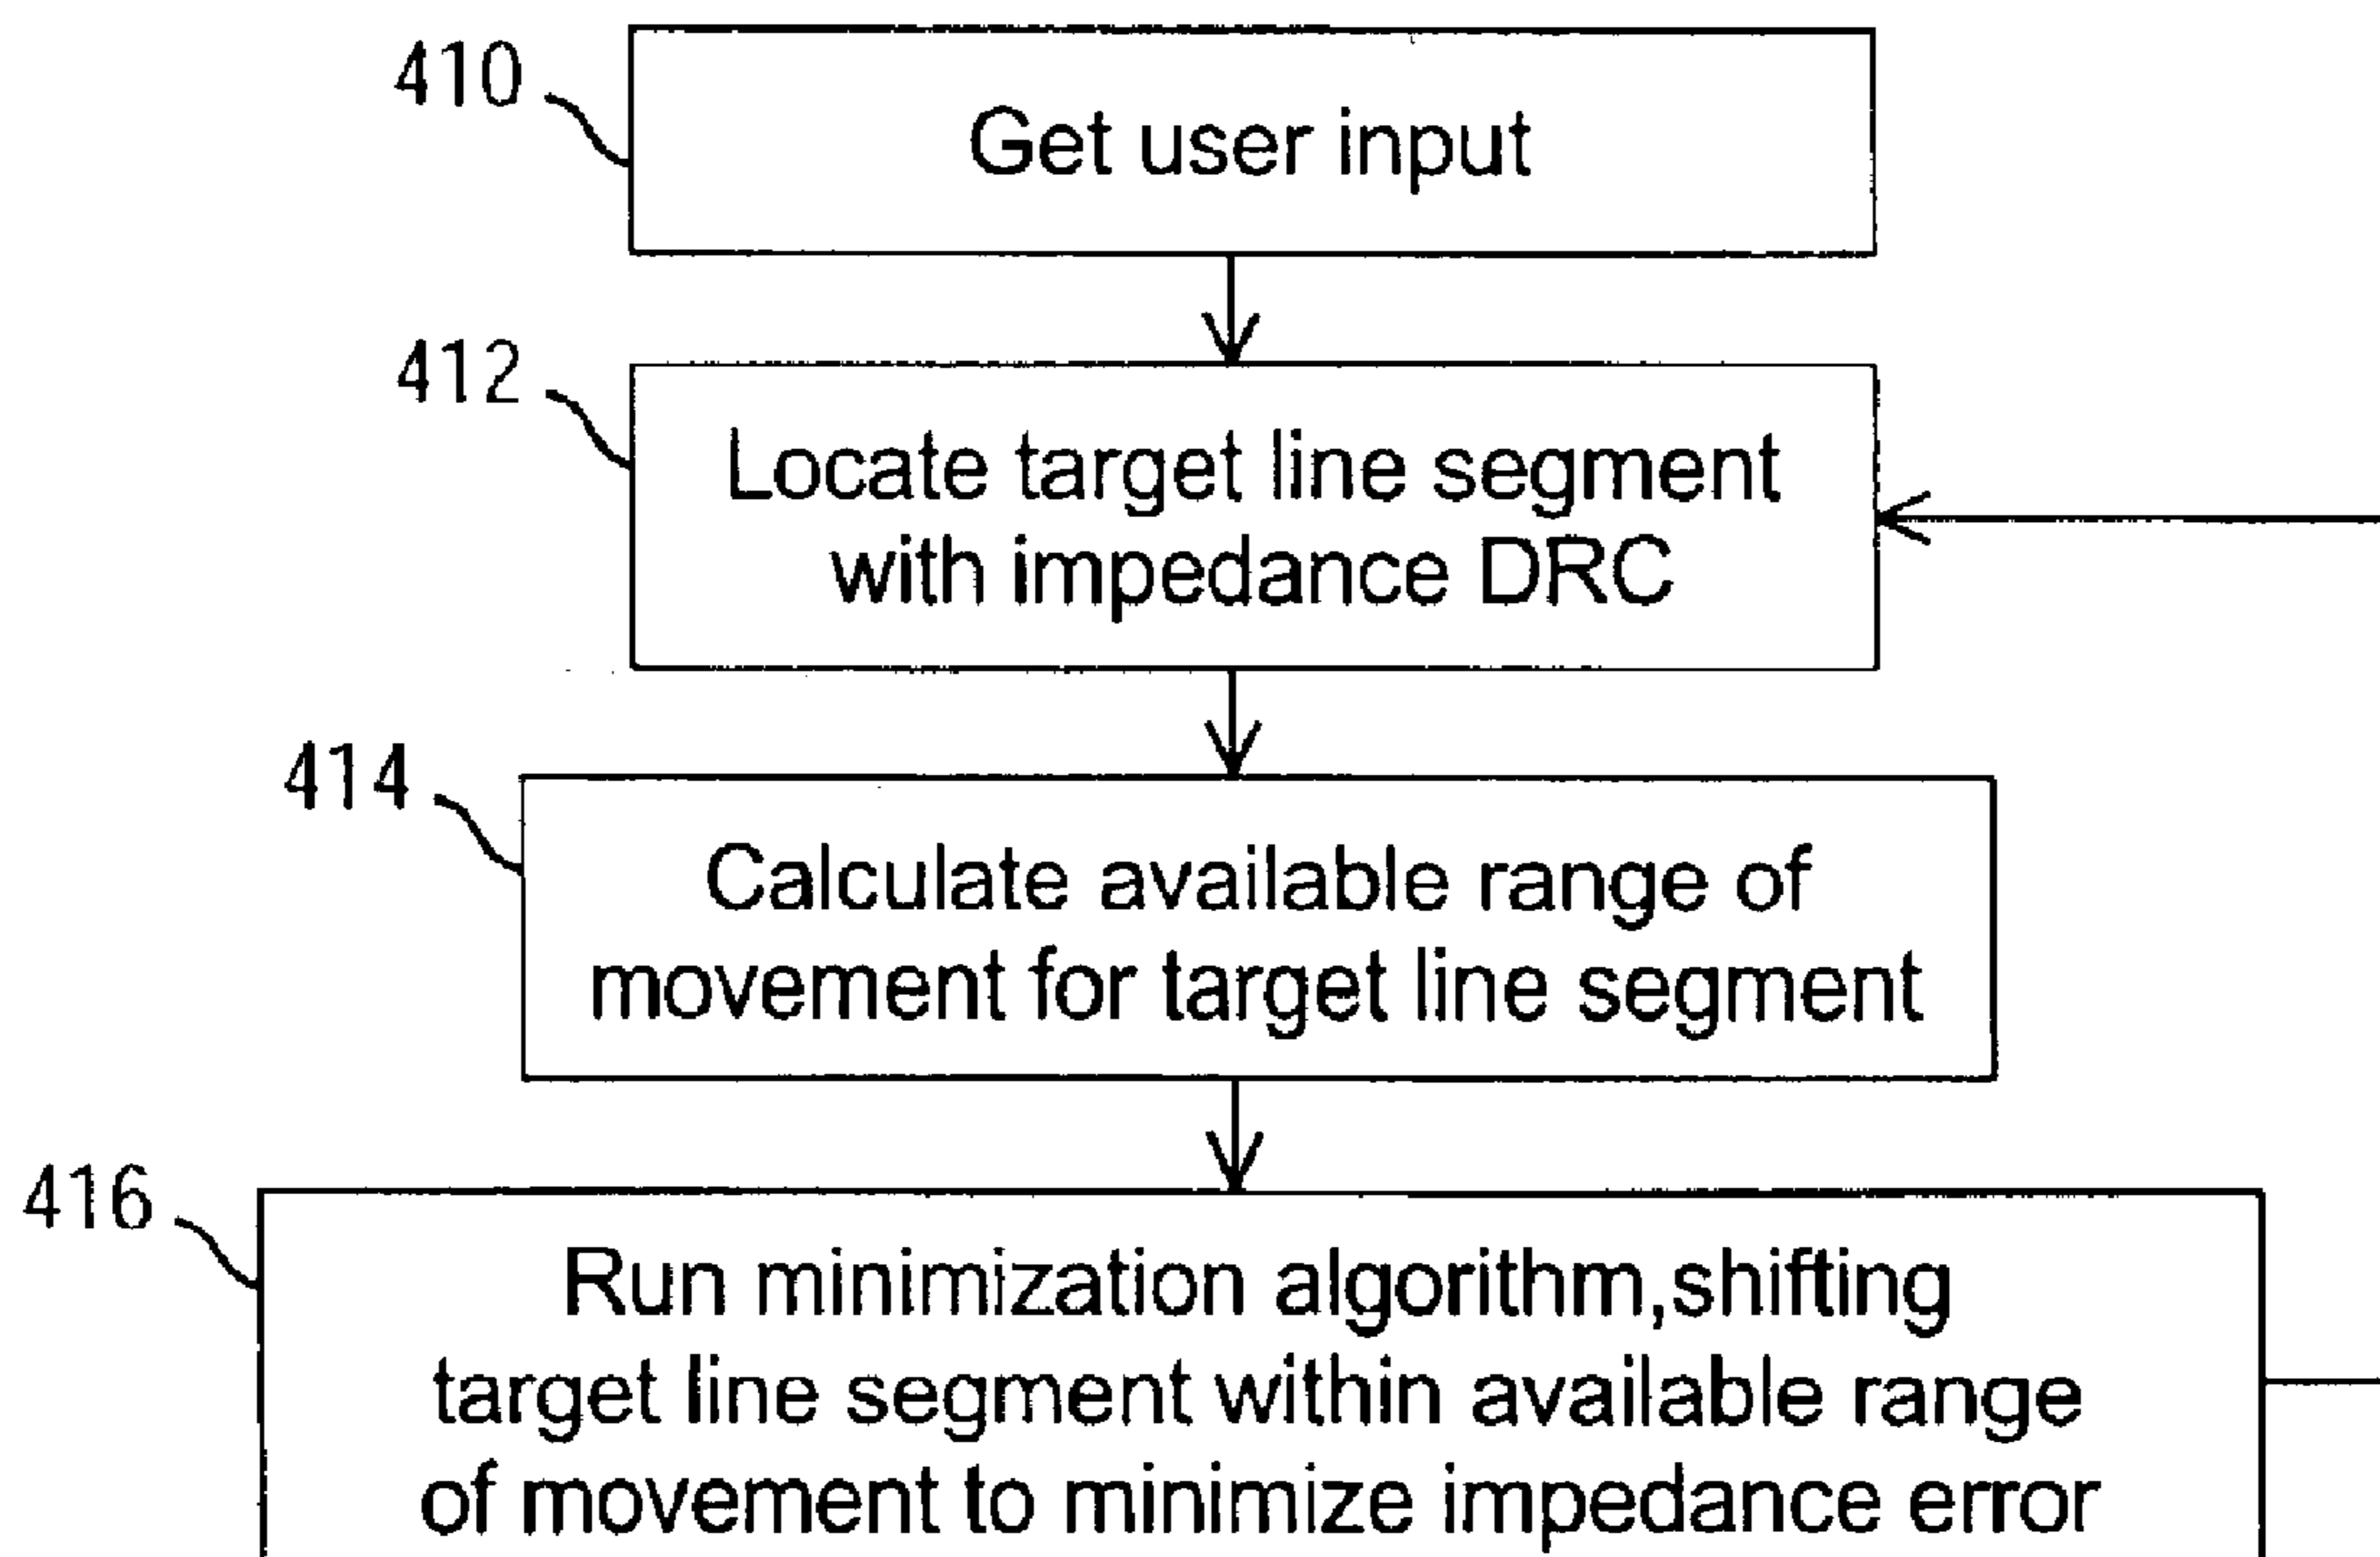 410
Get user input
412
Locate target line segment
with impedance DRC
414
Calculate available range of
movement for target line segment
416
Run minimization algorithm,shifting
target line segment within available range
of movement to minimize impedance error